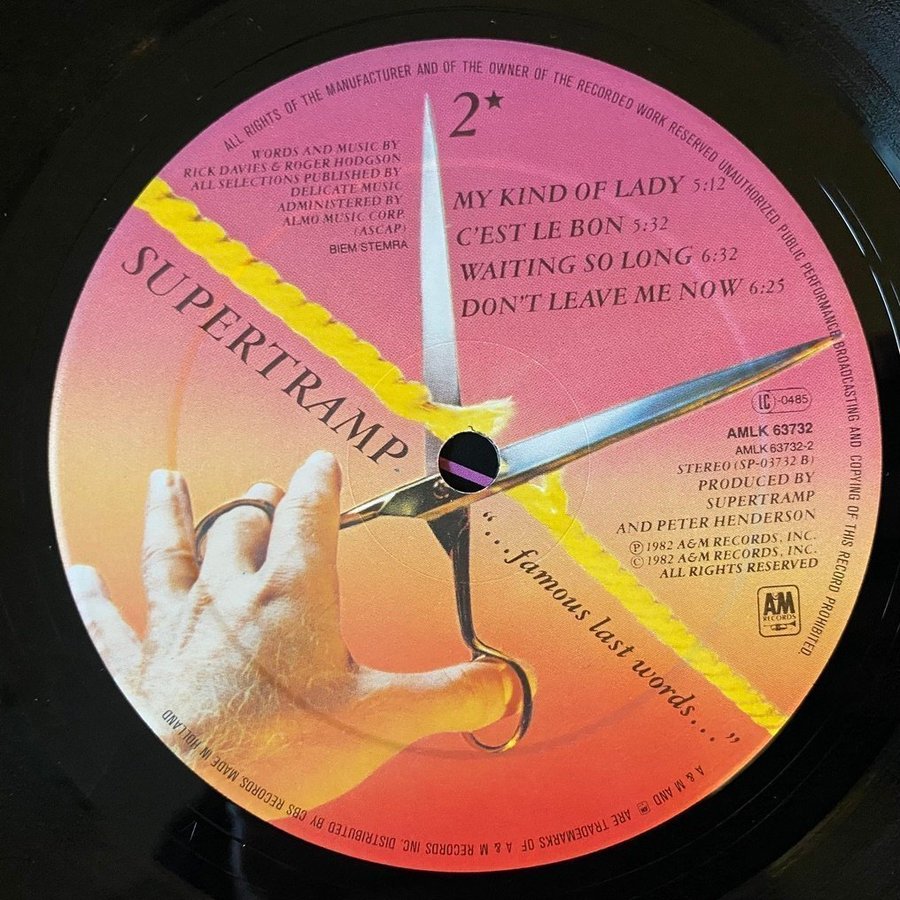 ALL RIGHTS OF THE MANUFACTURER AND OF THE OWNER OF THE RECORDED WORK RESERVED UNAUTHORIZED PUBLIC PERFORMANCE BROADCASTING AND COPYING OF THIS RECORD PROHIBITED
2★
WORDS AND MUSIC BY
RICK DAVIES & ROGER HODGSON
ALL SELECTIONS PUBLISHED BY
DELICATE MUSIC
ADMINISTERED BY
ALMO MUSIC CORP.
(ASCAP)
BIEM/STEMRA
MY KIND OF LADY 5:12
C'EST LE BON 5:32
WAITING SO LONG 6:32
DON'T LEAVE ME NOW 6:25
SUPERTRAMP
LC-0485
AMLK 63732
AMLK 63732-2
STEREO (SP-03732 B)
PRODUCED BY
SUPERTRAMP
AND PETER HENDERSON
℗ 1982 A&M RECORDS, INC.
© 1982 A&M RECORDS, INC.
ALL RIGHTS RESERVED
A&M
RECORDS
"...famous last words..."
A & M AND A&M ARE TRADEMARKS OF A & M RECORDS INC. DISTRIBUTED BY CBS RECORDS MADE IN HOLLAND